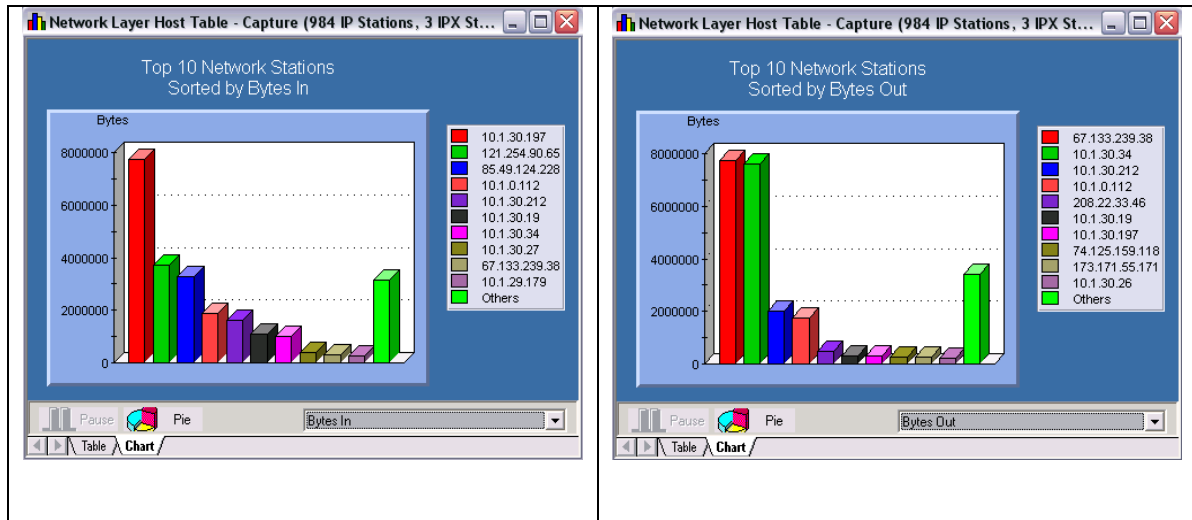 Network Layer Host Table - Capture (984 IP Stations, 3 IPX St...
Top 10 Network Stations
Sorted by Bytes In
Bytes
8000000
6000000
4000000
2000000
0
10.1.30.197
121.254.90.65
85.49.124.228
10.1.0.112
10.1.30.212
10.1.30.19
10.1.30.34
10.1.30.27
67.133.239.38
10.1.29.179
Others
Pause
Pie
Bytes In
Table
Chart
Network Layer Host Table - Capture (984 IP Stations, 3 IPX St...
Top 10 Network Stations
Sorted by Bytes Out
Bytes
8000000
6000000
4000000
2000000
0
67.133.239.38
10.1.30.34
10.1.30.212
10.1.0.112
208.22.33.46
10.1.30.19
10.1.30.197
74.125.159.118
173.171.55.171
10.1.30.26
Others
Pause
Pie
Bytes Out
Table
Chart